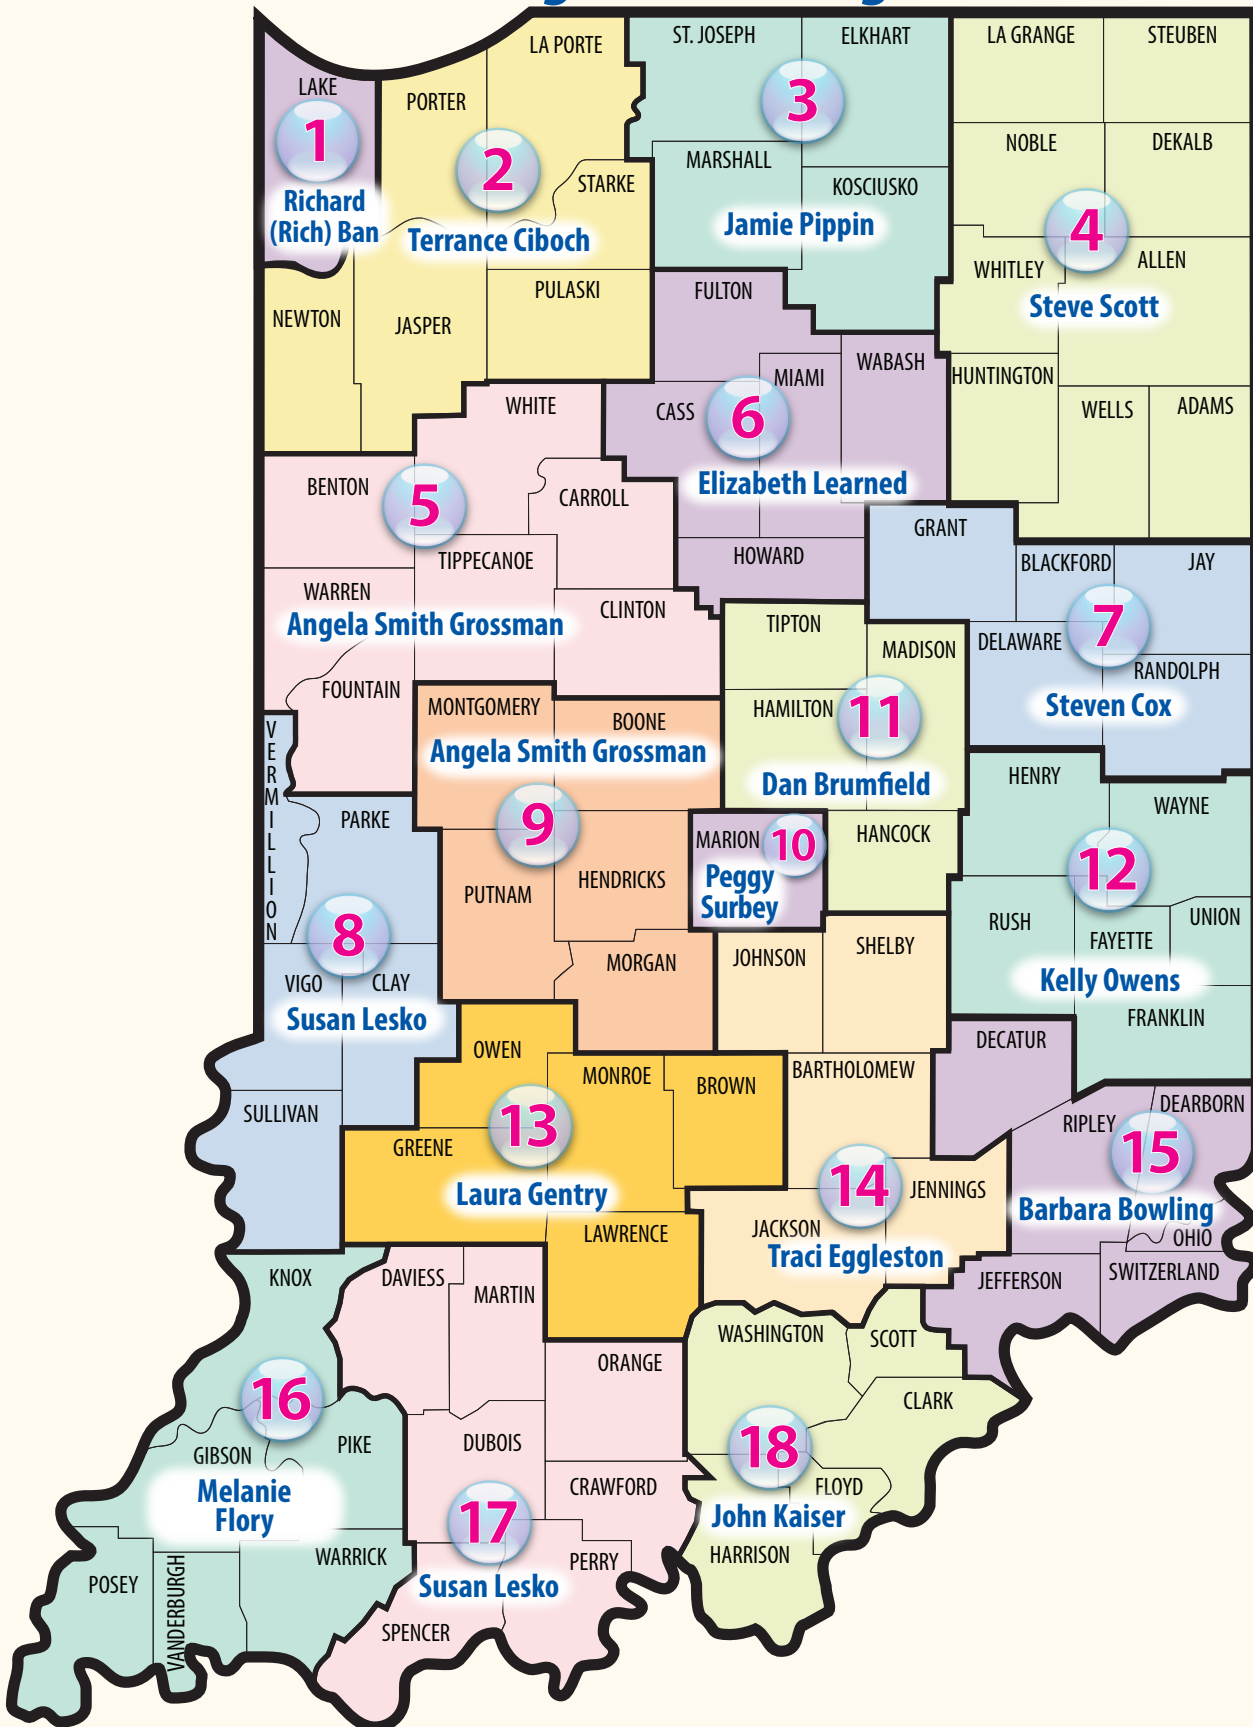 LA PORTE
ST. JOSEPH
ELKHART
LA GRANGE
STEUBEN
LAKE
PORTER
1
2
3
NOBLE
DEKALB
MARSHALL
STARKE
KOSCIUSKO
Richard
(Rich) Ban
Terrance Ciboch
Jamie Pippin
4
WHITLEY
ALLEN
Steve Scott
NEWTON
JASPER
PULASKI
FULTON
WABASH
MIAMI
HUNTINGTON
WHITE
CASS
6
WELLS
ADAMS
Elizabeth Learned
BENTON
5
CARROLL
GRANT
TIPPECANOE
HOWARD
BLACKFORD
JAY
WARREN
CLINTON
Angela Smith Grossman
TIPTON
MADISON
DELAWARE
7
RANDOLPH
FOUNTAIN
MONTGOMERY
BOONE
HAMILTON
11
Steven Cox
Angela Smith Grossman
Dan Brumfield
HENRY
WAYNE
VERMILLION
PARKE
9
MARION
10
HANCOCK
12
PUTNAM
HENDRICKS
Peggy
Surbey
RUSH
UNION
FAYETTE
8
VIGO
CLAY
MORGAN
JOHNSON
SHELBY
Kelly Owens
Susan Lesko
FRANKLIN
OWEN
DECATUR
MONROE
BROWN
BARTHOLOMEW
SULLIVAN
DEARBORN
RIPLEY
13
GREENE
15
14
JENNINGS
Laura Gentry
Barbara Bowling
LAWRENCE
JACKSON
OHIO
Traci Eggleston
KNOX
DAVIESS
MARTIN
JEFFERSON
SWITZERLAND
WASHINGTON
SCOTT
ORANGE
16
CLARK
GIBSON
PIKE
DUBOIS
18
CRAWFORD
FLOYD
Melanie
Flory
17
John Kaiser
WARRICK
PERRY
HARRISON
POSEY
VANDERBURGH
Susan Lesko
SPENCER